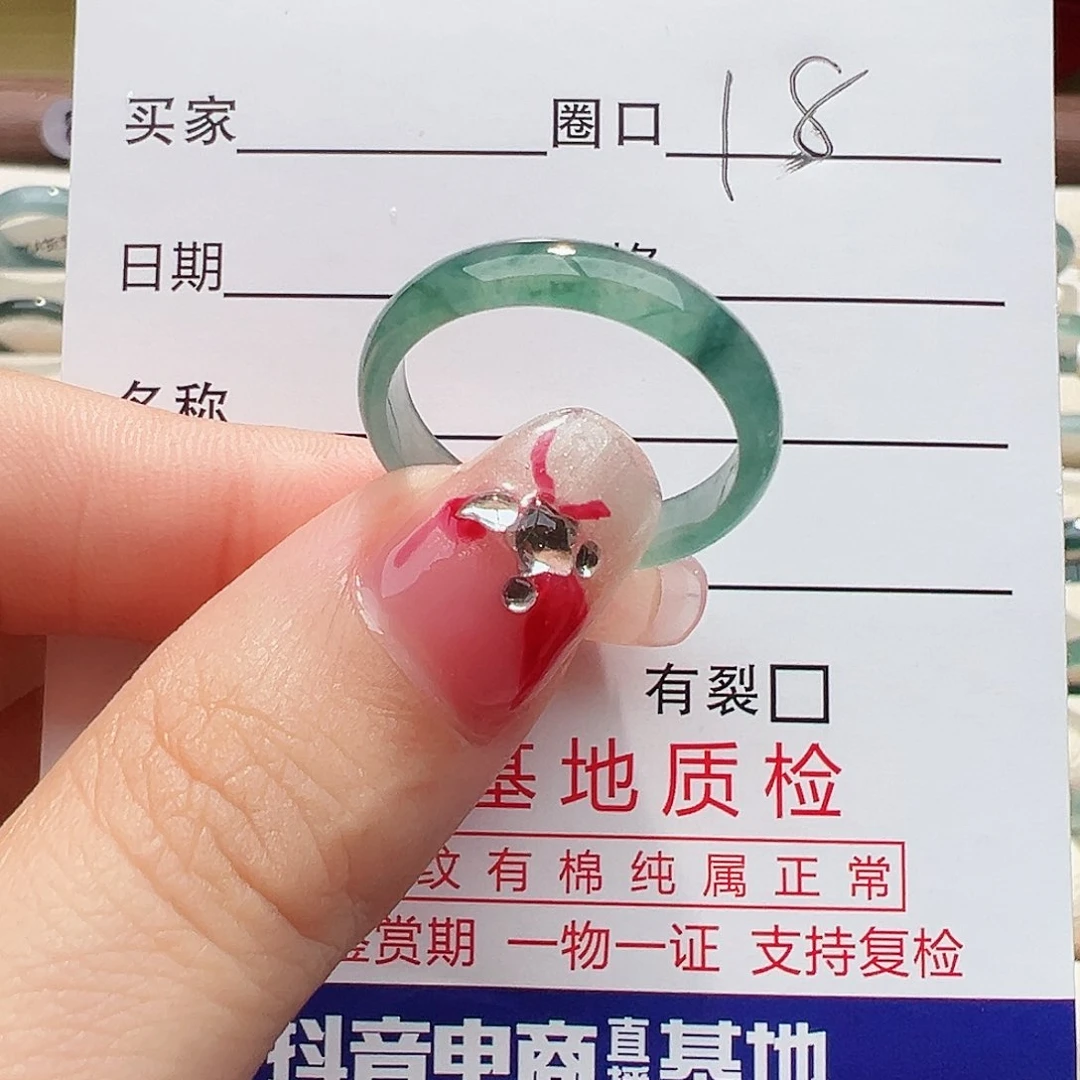 买家 圈口 18
日期
名称
有裂
基地质检
纹有棉纯属正常
鉴赏期 一物一证 支持复检
抖音电商直播基地